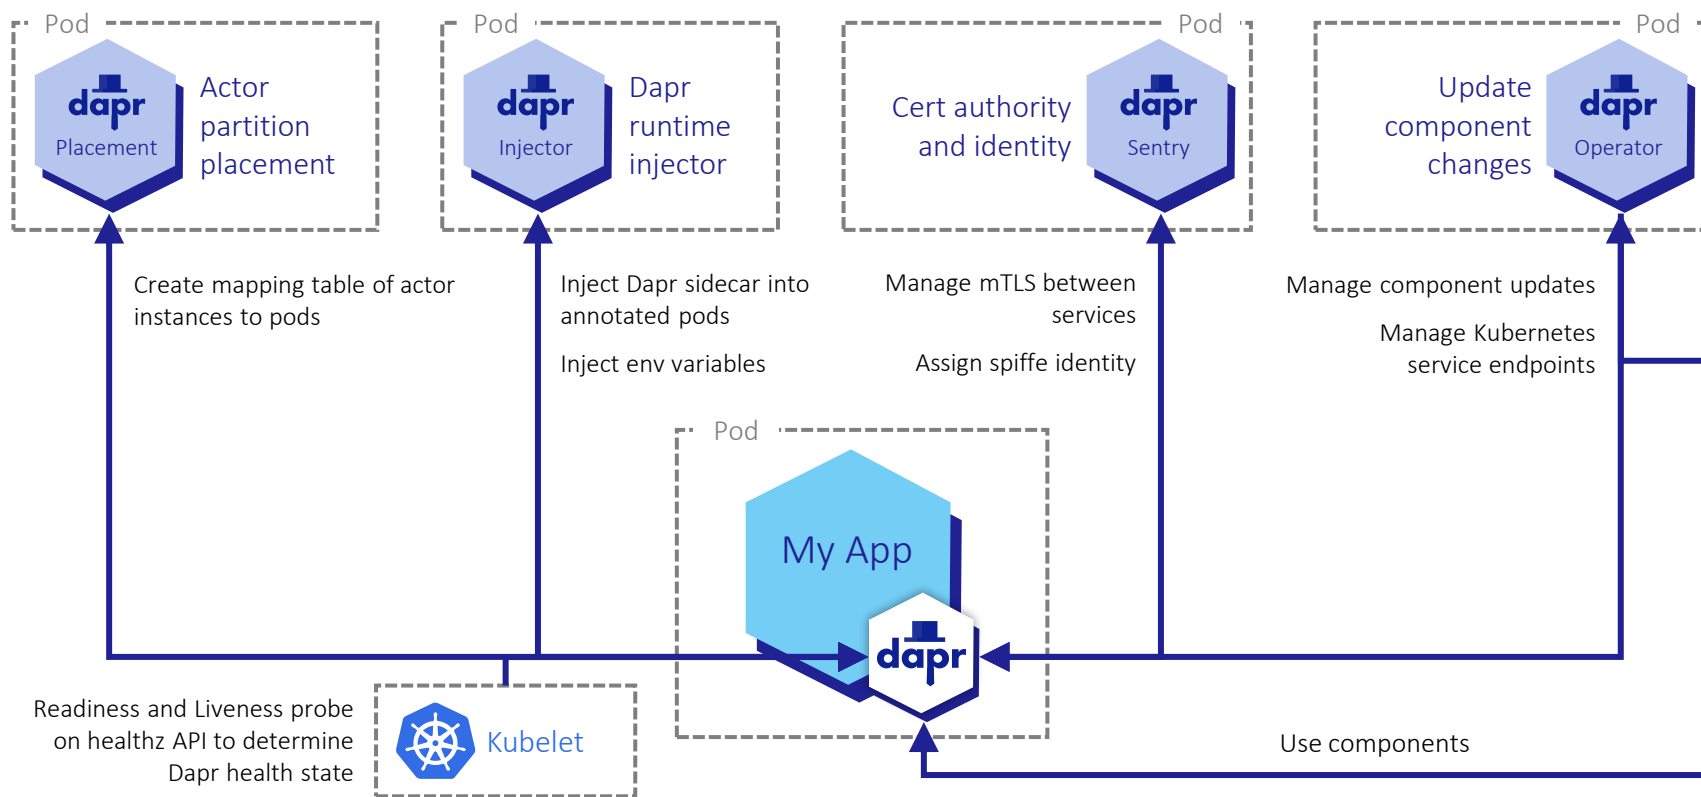 Pod
dapr
Placement
Actor
partition
placement
Pod
dapr
Injector
Dapr
runtime
injector
Pod
Cert authority
and identity
dapr
Sentry
Pod
Update
component
changes
dapr
Operator
Create mapping table of actor
instances to pods
Inject Dapr sidecar into
annotated pods
Inject env variables
Manage mTLS between
services
Assign spiffe identity
Manage component updates
Manage Kubernetes
service endpoints
Pod
My App
dapr
Readiness and Liveness probe
on healthz API to determine
Dapr health state
Kubelet
Use components